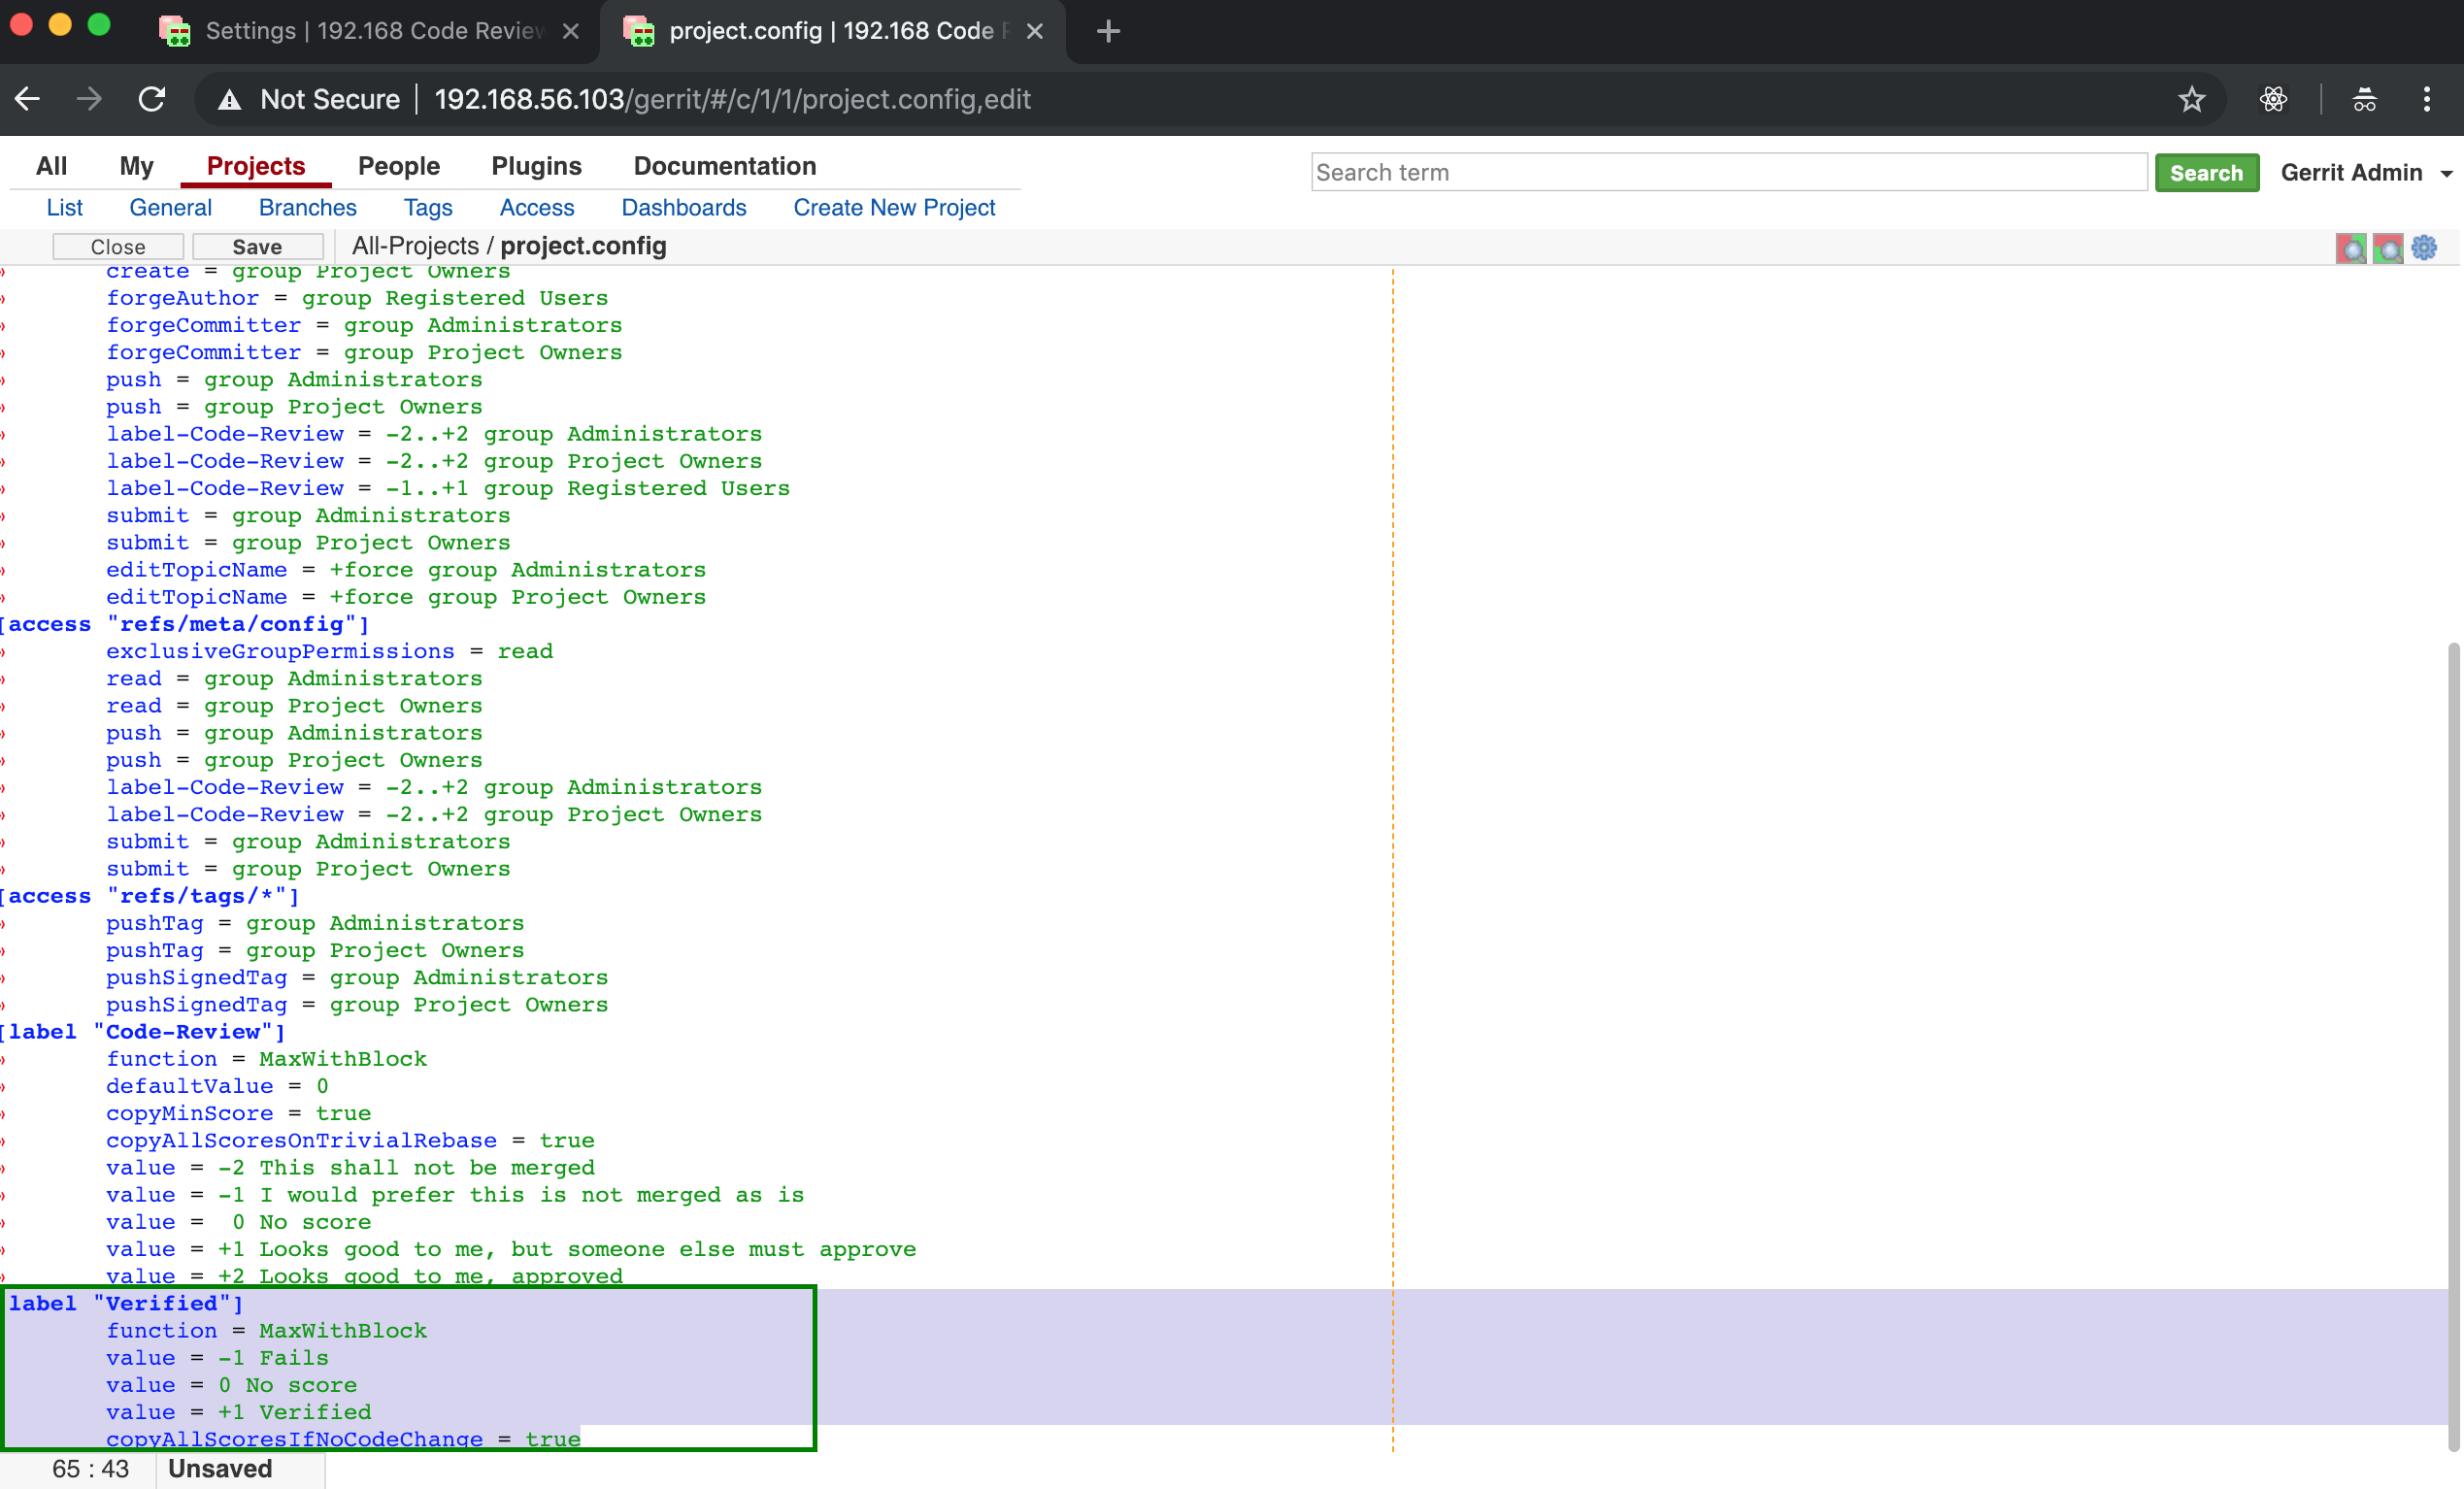 Settings | 192.168 Code Review
project.config | 192.168 Code R
Not Secure | 192.168.56.103/gerrit/#/c/1/1/project.config,edit
All My Projects People Plugins Documentation
Search term Search Gerrit Admin
List General Branches Tags Access Dashboards Create New Project
Close Save All-Projects / project.config
create = group Project Owners
forgeAuthor = group Registered Users
forgeCommitter = group Administrators
forgeCommitter = group Project Owners
push = group Administrators
push = group Project Owners
label-Code-Review = -2..+2 group Administrators
label-Code-Review = -2..+2 group Project Owners
label-Code-Review = -1..+1 group Registered Users
submit = group Administrators
submit = group Project Owners
editTopicName = +force group Administrators
editTopicName = +force group Project Owners
[access "refs/meta/config"]
exclusiveGroupPermissions = read
read = group Administrators
read = group Project Owners
push = group Administrators
push = group Project Owners
label-Code-Review = -2..+2 group Administrators
label-Code-Review = -2..+2 group Project Owners
submit = group Administrators
submit = group Project Owners
[access "refs/tags/*"]
pushTag = group Administrators
pushTag = group Project Owners
pushSignedTag = group Administrators
pushSignedTag = group Project Owners
[label "Code-Review"]
function = MaxWithBlock
defaultValue = 0
copyMinScore = true
copyAllScoresOnTrivialRebase = true
value = -2 This shall not be merged
value = -1 I would prefer this is not merged as is
value =  0 No score
value = +1 Looks good to me, but someone else must approve
value = +2 Looks good to me, approved
label "Verified"]
function = MaxWithBlock
value = -1 Fails
value = 0 No score
value = +1 Verified
copyAllScoresIfNoCodeChange = true
65 : 43 Unsaved